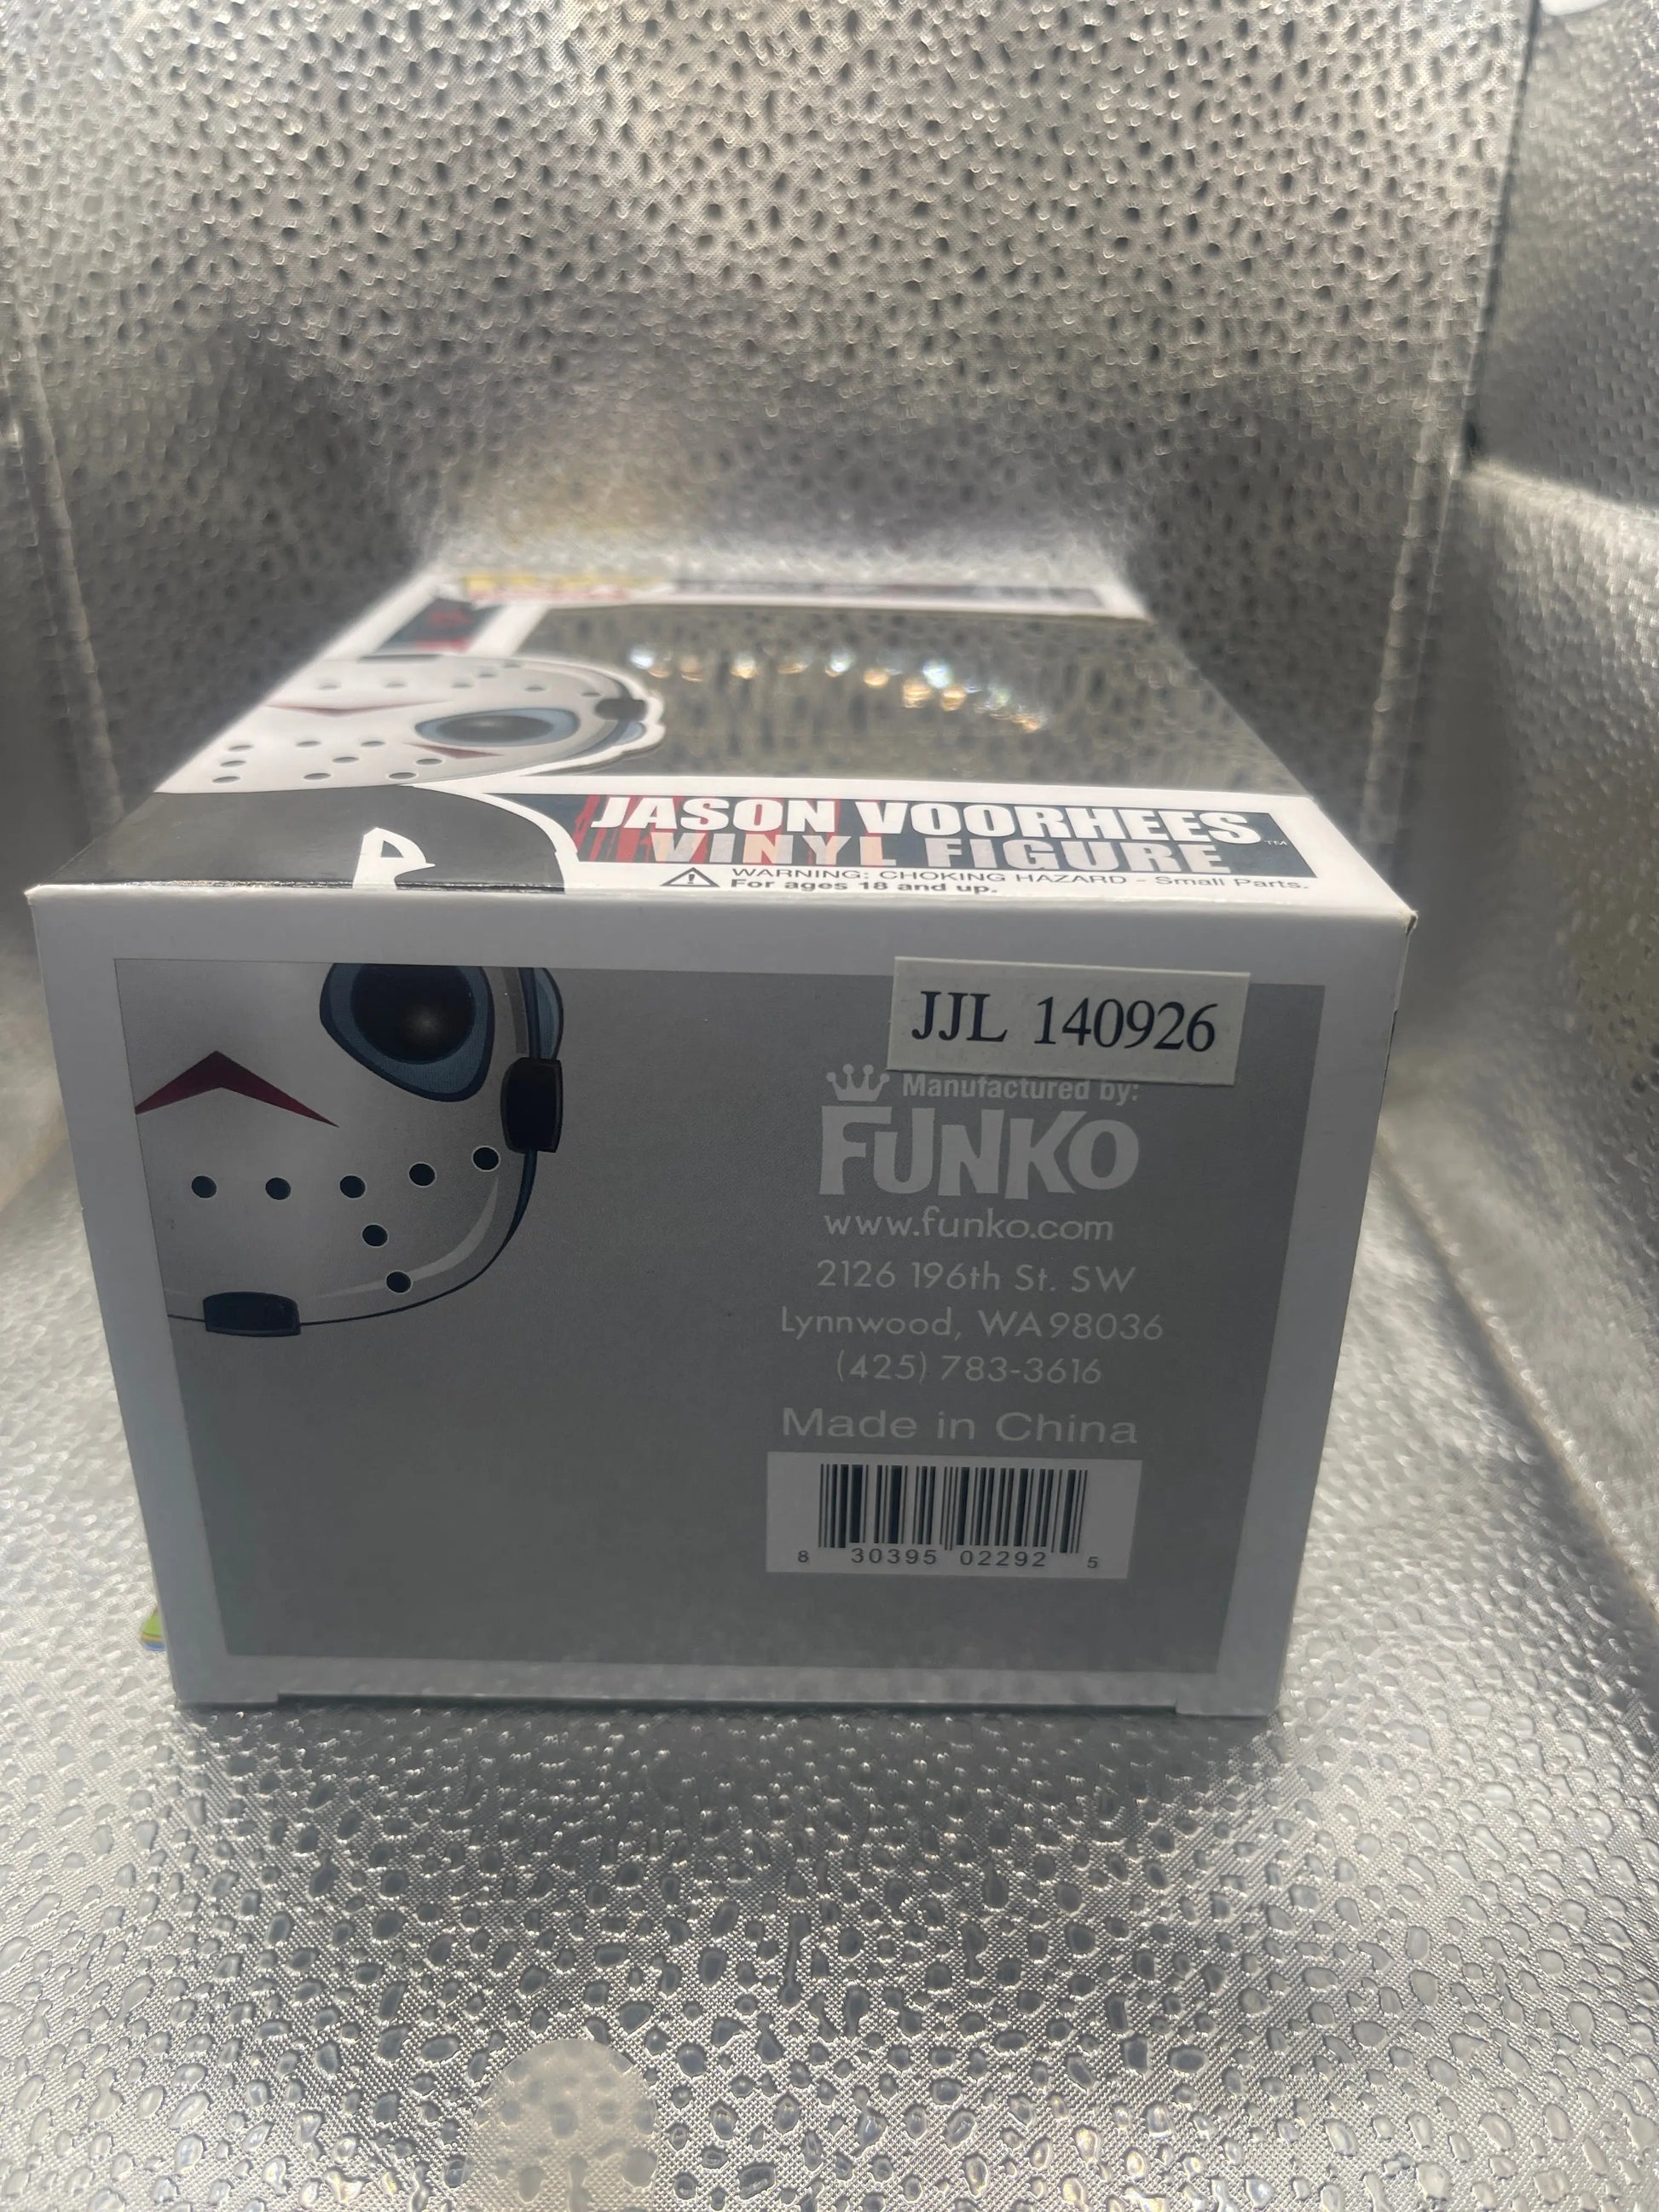 JASON VOORHEES™
VINYL FIGURE
WARNING: CHOKING HAZARD - Small Parts.
For ages 18 and up.
JJL 140926
Manufactured by:
FUNKO
www.funko.com
2126 196th St. SW
Lynnwood, WA 98036
(425) 783-3616
Made in China
8 30395 02292 5